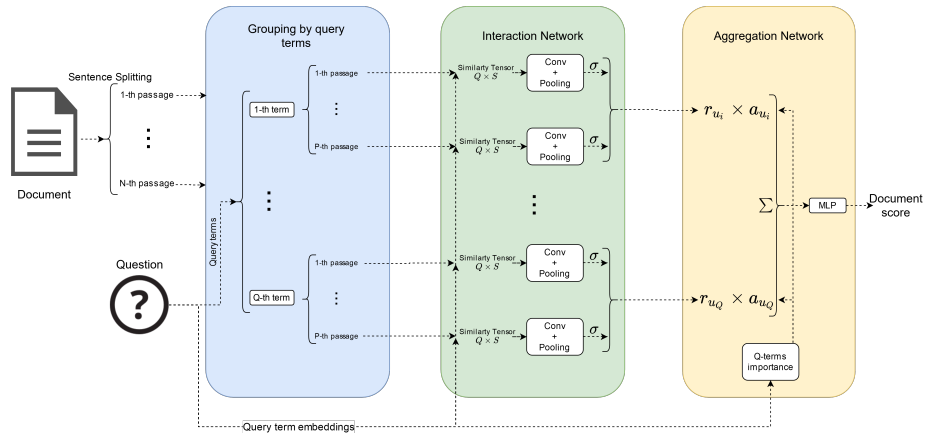 Grouping by query
terms
Interaction Network
Aggregation Network
Sentence Splitting
1-th passage
N-th passage
Document
Question
?
Query terms
1-th term
1-th passage
P-th passage
Q-th term
1-th passage
P-th passage
Similarty Tensor
Q × S
Conv
+
Pooling
σ
Similarty Tensor
Q × S
Conv
+
Pooling
σ
Similarty Tensor
Q × S
Conv
+
Pooling
σ
Similarty Tensor
Q × S
Conv
+
Pooling
σ
r_{u_i} × a_{u_i}
Σ
r_{u_Q} × a_{u_Q}
MLP
Document
score
Q-terms
importance
Query term embeddings